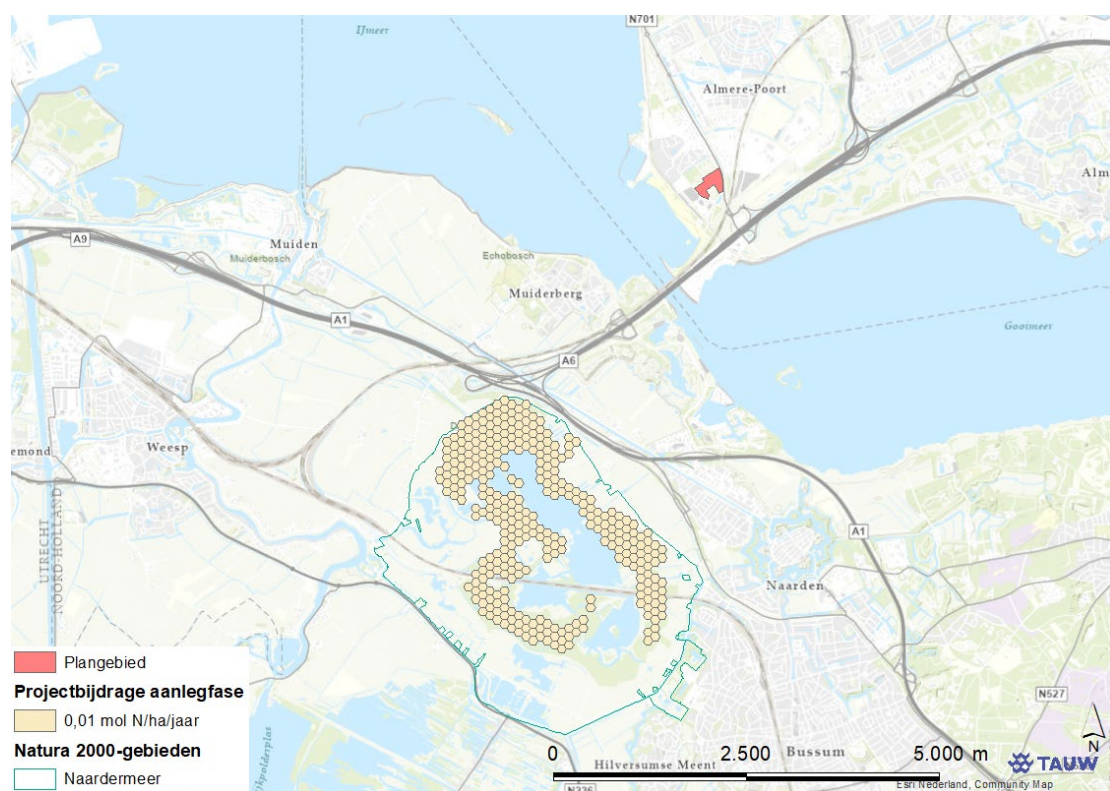 N701
IJmeer
Almere-Poort
Alm
A9
Muiden
Muiderbosch
Echobosch
Muiderberg
A1
Gooimeer
A6
Weesp
emond
UTRECHT
NOORD-HOLLAND
A1
Naarden
Plangebied
Projectbijdrage aanlegfase
0,01 mol N/ha/jaar
Natura 2000-gebieden
Naardermeer
N527
N
0 2.500 5.000 m
Bussum
Hilversumse Meent
TAUW
N236
Esri Nederland, Community Map